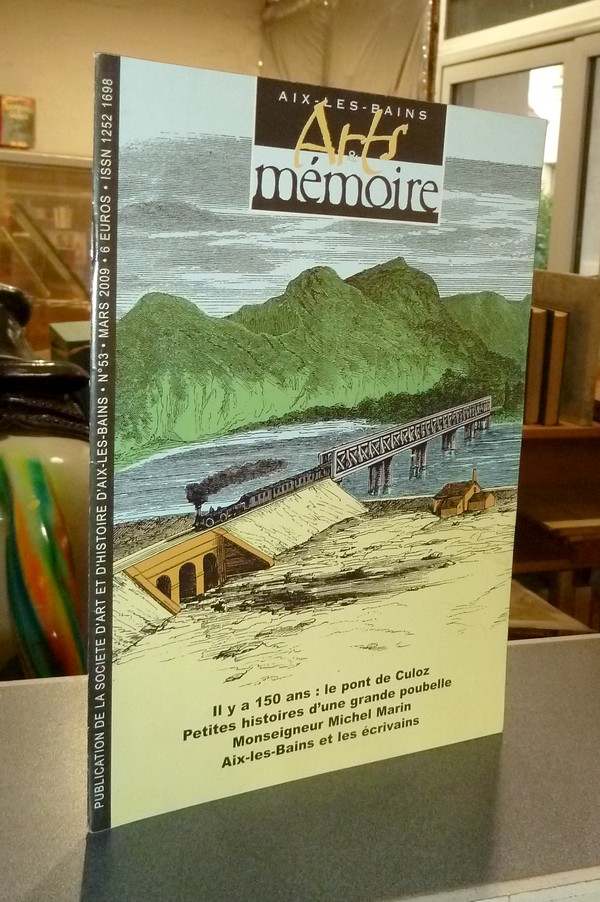 AIX-LES-BAINS
Arts
&
mémoire
PUBLICATION DE LA SOCIETE D'ART ET D'HISTOIRE D'AIX-LES-BAINS • N°53 • MARS 2009 • 6 EUROS • ISSN 1252 1698
Il y a 150 ans : le pont de Culoz
Petites histoires d'une grande poubelle
Monseigneur Michel Marin
Aix-les-Bains et les écrivains